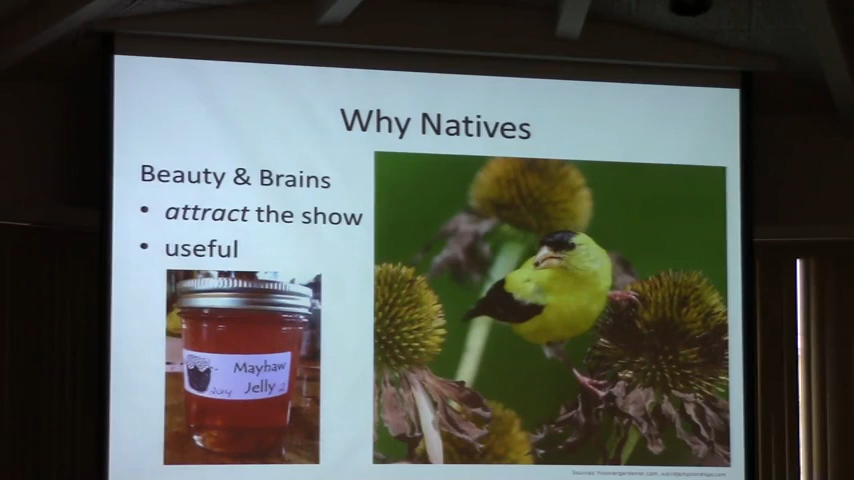 Why Natives
Beauty & Brains
• attract the show
• useful
Mayhaw
Jelly